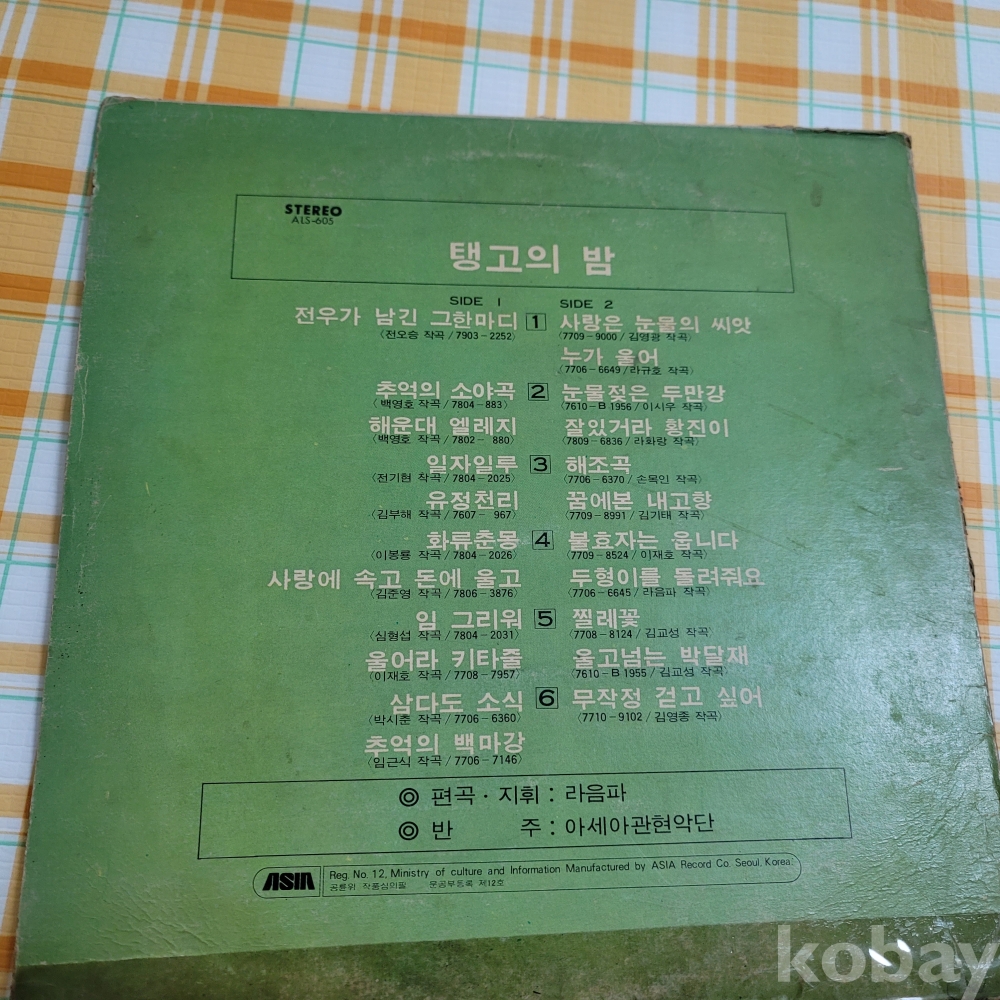 STEREO
ALS-605
탱고의 밤
SIDE 1
SIDE 2
전우가 남긴 그한마디 1 사랑은 눈물의 씨앗
〈전오승 작곡 / 7903-2252〉 〈7709-9000 / 김영광 작곡〉
누가 울어
〈7706-6649 / 라규호 작곡〉
추억의 소야곡 2 눈물젖은 두만강
〈백영호 작곡 / 7804-883〉 〈7610-B 1956 / 이시우 작곡〉
해운대 엘레지 잘있거라 황진이
〈백영호 작곡 / 7802- 880〉 〈7809-6836 / 라화랑 작곡〉
일자일루 3 해조곡
〈전기현 작곡 / 7804-2025〉 〈7706-6370 / 손목인 작곡〉
유정천리 꿈에본 내고향
〈김부해 작곡 / 7607- 967〉 〈7709-8991 / 김기태 작곡〉
화류춘몽 4 불효자는 웁니다
〈이봉룡 작곡 / 7804-2026〉 〈7709-8524 / 이재호 작곡〉
사랑에 속고 돈에 울고 두형이를 돌려줘요
〈김준영 작곡 / 7806-3876〉 〈7706-6645 / 라음파 작곡〉
임 그리워 5 찔레꽃
〈심형섭 작곡 / 7804-2031〉 〈7708-8124 / 김교성 작곡〉
울어라 키타줄 울고넘는 박달재
〈이재호 작곡 / 7708-7957〉 〈7610-B 1955 / 김교성 작곡〉
삼다도 소식 6 무작정 걷고 싶어
〈박시춘 작곡 / 7706-6360〉 〈7710-9102 / 김영종 작곡〉
추억의 백마강
〈임근식 작곡 / 7706-7146〉
◎ 편곡·지휘 : 라음파
◎ 반 주 : 아세아관현악단
ASIA
Reg. No. 12, Ministry of culture and Information Manufactured by ASIA Record Co. Seoul, Korea.
공륜위 작품심의필 문공부등록 제12호
kobay